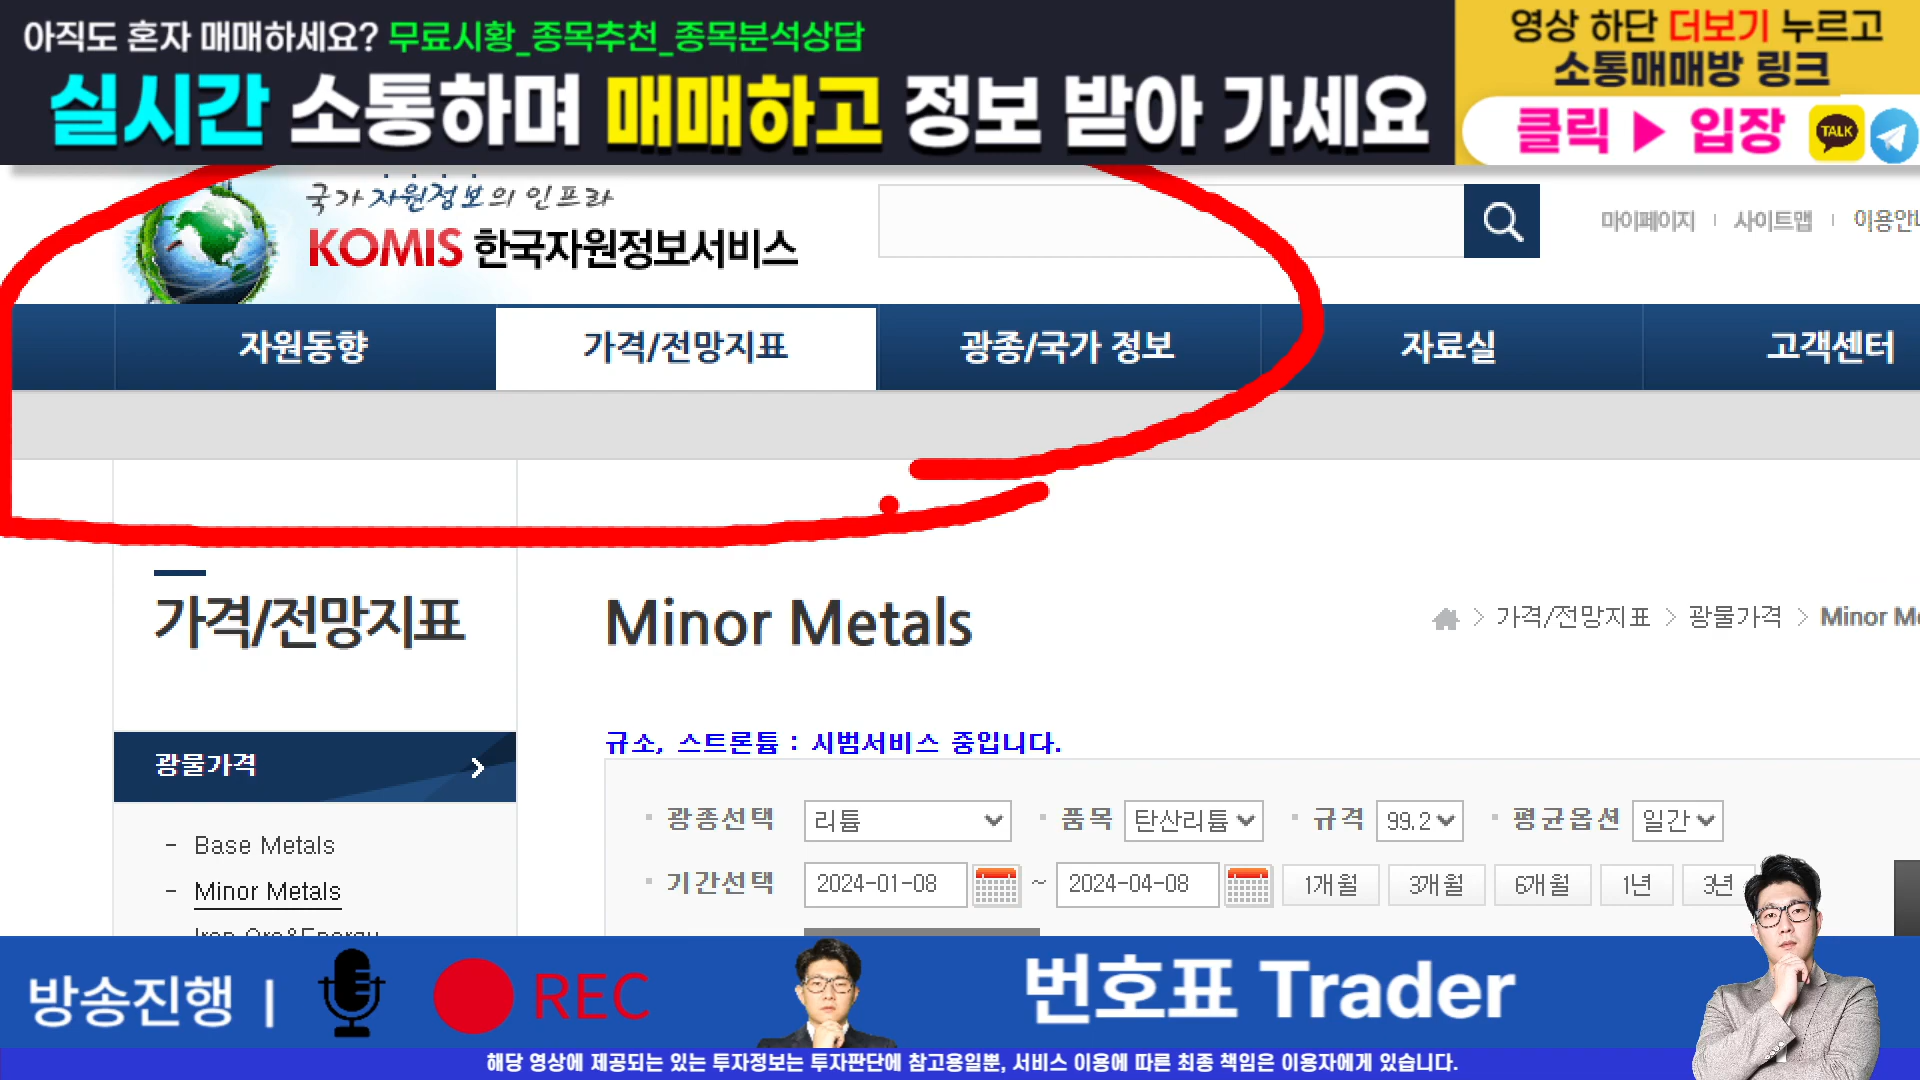 아직도 혼자 매매하세요? 무료시황_종목추천_종목분석상담
실시간 소통하며 매매하고 정보 받아 가세요
영상 하단 더보기 누르고
소통매매방 링크
클릭 ▶ 입장
TALK
국가자원정보의 인프라
KOMIS 한국자원정보서비스
마이페이지 사이트맵
자원동향 가격/전망지표 광종/국가 정보 자료실 고객센터
가격/전망지표
Minor Metals
가격/전망지표 > 광물가격 > Minor
규소, 스트론튬 : 시범서비스 중입니다.
광물가격
- Base Metals
- Minor Metals
광종선택 리튬 품목 탄산리튬 규격 99.2 평균옵션 일간
기간선택 2024-01-08 ~ 2024-04-08 1개월 3개월 6개월 1년 3년
방송진행 | REC
번호표 Trader
해당 영상에 제공되는 있는 투자정보는 투자판단에 참고용일뿐, 서비스 이용에 따른 최종 책임은 이용자에게 있습니다.